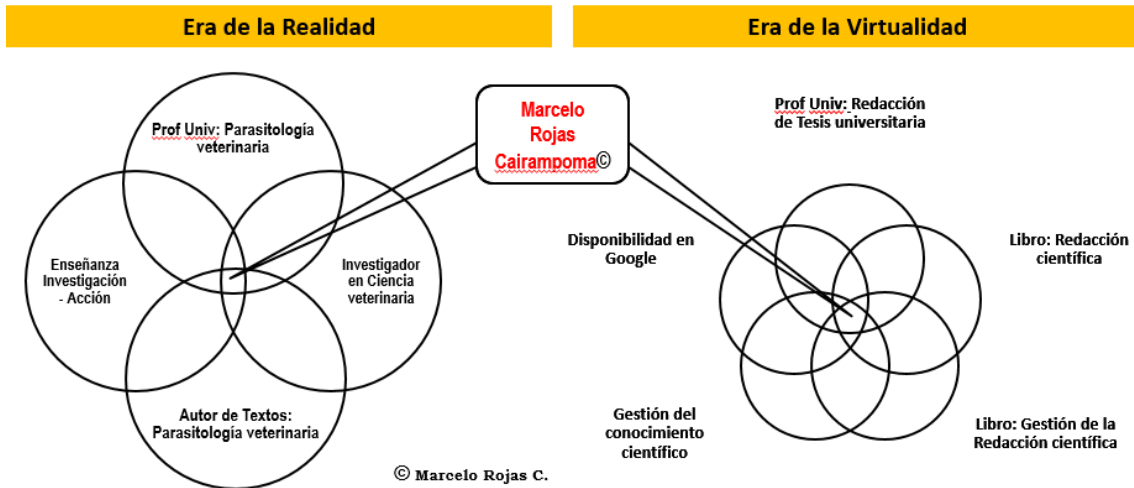 Era de la Realidad
Era de la Virtualidad
Marcelo
Rojas
Cairampoma©
Prof Univ: Parasitología
veterinaria
Enseñanza
Investigación
- Acción
Investigador
en Ciencia
veterinaria
Autor de Textos:
Parasitología veterinaria
© Marcelo Rojas C.
Prof Univ: Redacción
de Tesis universitaria
Disponibilidad en
Google
Libro: Redacción
científica
Gestión del
conocimiento
científico
Libro: Gestión de la
Redacción científica